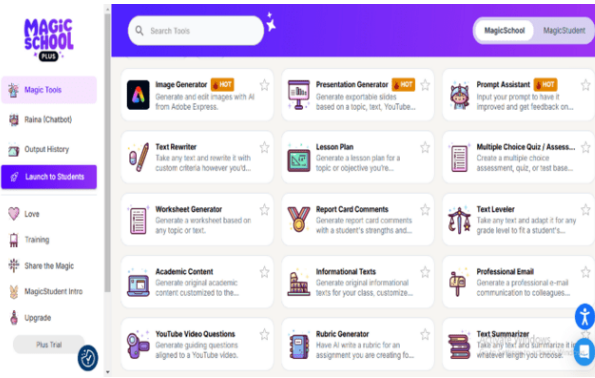 MAGIC
SCHOOL
PLUS
Magic Tools
Raina (Chatbot)
Output History
Launch to Students
Love
Training
Share the Magic
MagicStudent Intro
Upgrade
Plus Trial
Search Tools
MagicSchool MagicStudent
Image Generator HOT
Generate and edit images with AI
from Adobe Express.
Presentation Generator HOT
Generate exportable slides
based on a topic, text, YouTube...
Prompt Assistant HOT
Input your prompt to have it
improved and get feedback on...
Text Rewriter
Take any text and rewrite it with
custom criteria however you'd...
Lesson Plan
Generate a lesson plan for a
topic or objective you're...
Multiple Choice Quiz / Assess...
Create a multiple choice
assessment, quiz, or test base...
Worksheet Generator
Generate a worksheet based on
any topic or text.
Report Card Comments
Generate report card comments
with a student's strengths and...
Text Leveler
Take any text and adapt it for any
grade level to fit a student's...
Academic Content
Generate original academic
content customized to the...
Informational Texts
Generate original informational
texts for your class, customize...
Professional Email
Generate a professional e-mail
communication to colleagues...
YouTube Video Questions
Generate guiding questions
aligned to a YouTube video.
Rubric Generator
Have AI write a rubric for an
assignment you are creating fo...
Text Summarizer
Take any text and summarize it in
whatever length you choose.